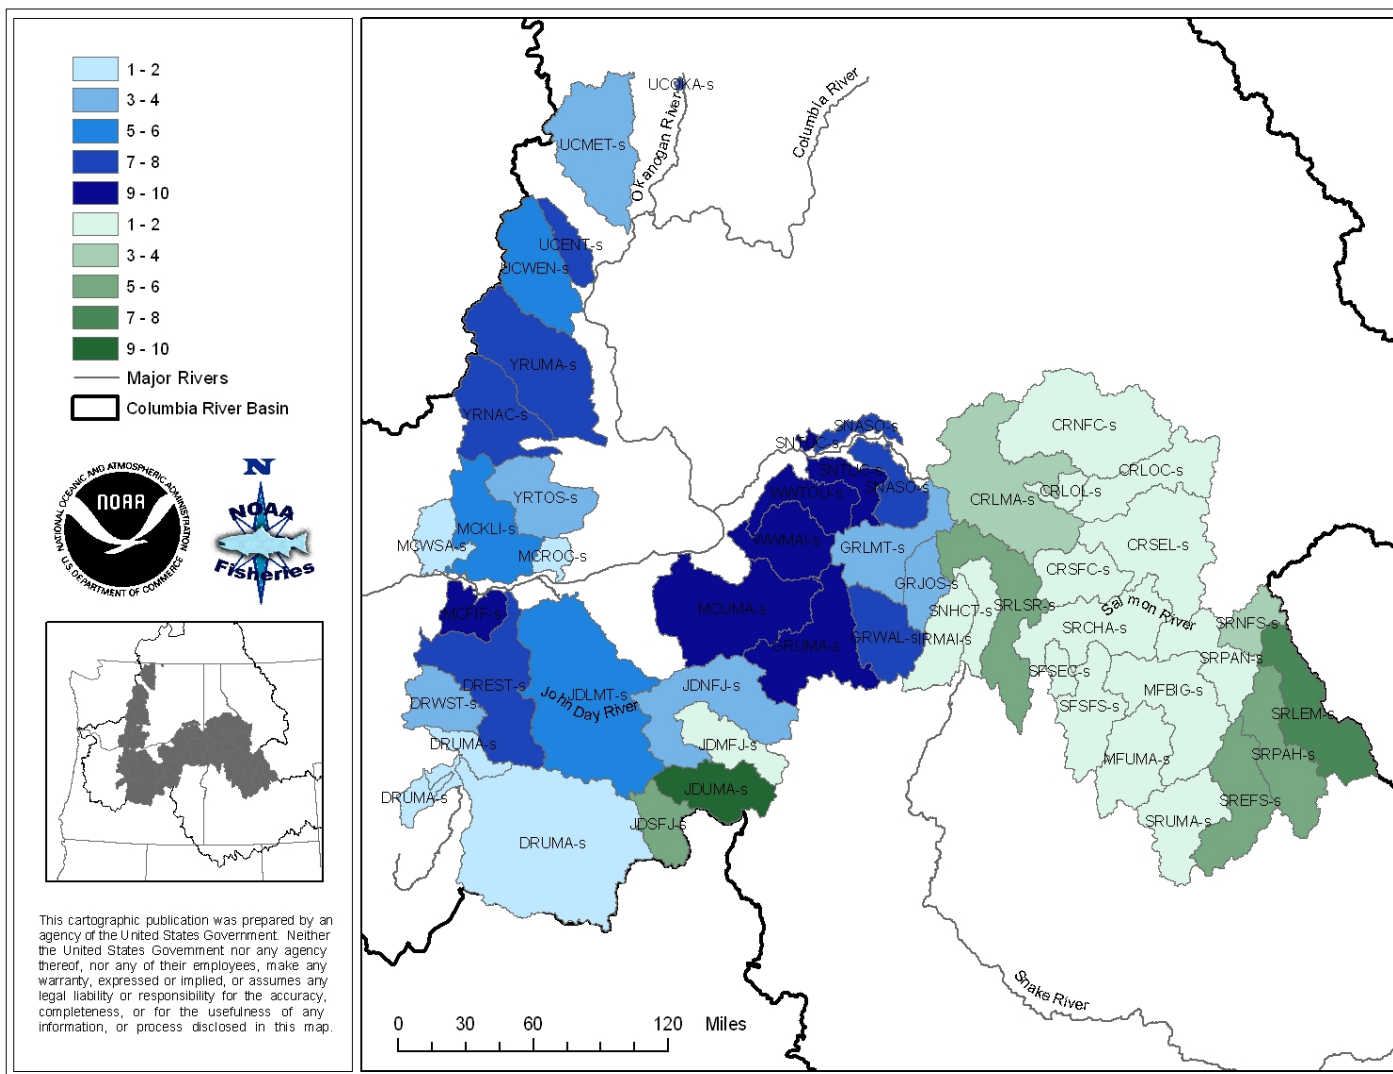 1 - 2
3 - 4
5 - 6
7 - 8
9 - 10
1 - 2
3 - 4
5 - 6
7 - 8
9 - 10
Major Rivers
Columbia River Basin
NATIONAL OCEANIC AND ATMOSPHERIC ADMINISTRATION
NOAA
U.S. DEPARTMENT OF COMMERCE
N
NOAA
Fisheries
This cartographic publication was prepared by an
agency of the United States Government. Neither
the United States Government nor any agency
thereof, nor any of their employees, make any
warranty, expressed or implied, or assumes any
legal liability or responsibility for the accuracy,
completeness, or for the usefulness of any
information, or process disclosed in this map.
UCOKA-s
UCMET-s
Okanogan River
Columbia River
UCENT-s
UCWEN-s
YRUMA-s
YRNAC-s
YRTOS-s
MCKLI-s
MCWSA-s
MCROC-s
MCFIF-s
DREST-s
DRWST-s
JDLMT-s
John Day River
DRUMA-s
DRUMA-s
DRUMA-s
JDNFJ-s
JDMFJ-s
JDUMA-s
JDSFJ-s
SNASO-s
SNTUC-s
SNTUC-s
SNASO-s
WWTOU-s
WWMAI-s
MCUMA-s
GRUMA-s
GRLMT-s
GRJOS-s
GRWAL-s
IRMAI-s
SNHCT-s
SRLSR-s
CRNFC-s
CRLOC-s
CRLMA-s
CRLOL-s
CRSEL-s
CRSFC-s
Salmon River
SRCHA-s
SRNFS-s
SRPAN-s
SFSEC-s
SFSFS-s
MFBIG-s
MFUMA-s
SRLEM-s
SRPAH-s
SREFS-s
SRUMA-s
Snake River
0 30 60 120 Miles